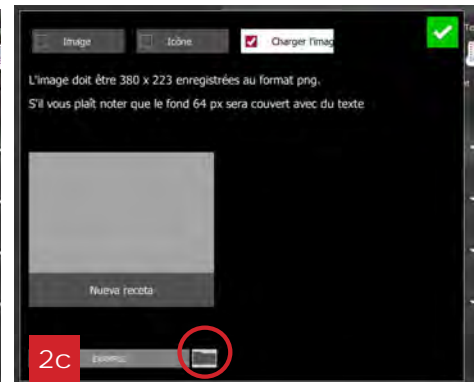 Image Icône Charger l'imag
L'image doit être 380 x 223 enregistrées au format png.
S'il vous plaît noter que le fond 64 px sera couvert avec du texte
Nueva receta
2c